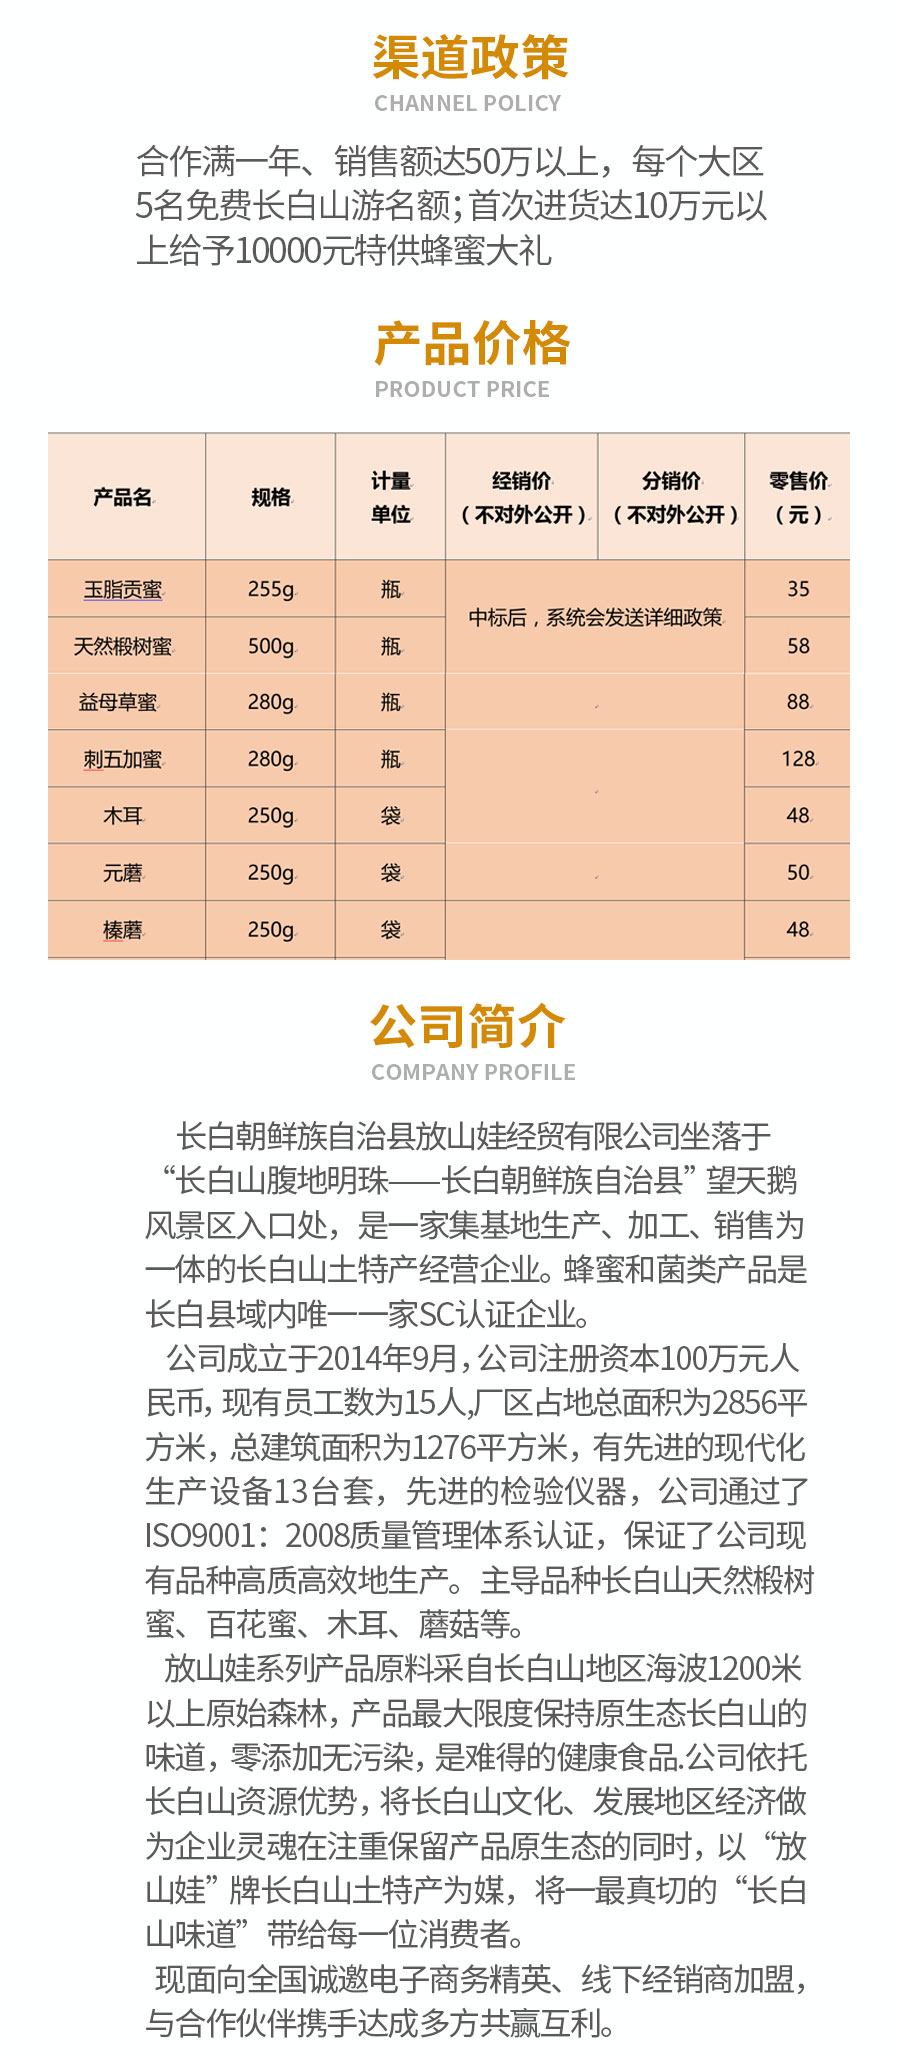 渠道政策
CHANNEL POLICY
合作满一年、销售额达50万以上，每个大区
5名免费长白山游名额；首次进货达10万元以
上给予10000元特供蜂蜜大礼
产品价格
PRODUCT PRICE
产品名 规格 计量单位 经销价（不对外公开） 分销价（不对外公开） 零售价（元）
玉脂贡蜜 255g 瓶 中标后，系统会发送详细政策 35
天然椴树蜜 500g 瓶 58
益母草蜜 280g 瓶 88
刺五加蜜 280g 瓶 128
木耳 250g 袋 48
元蘑 250g 袋 50
榛蘑 250g 袋 48
公司简介
COMPANY PROFILE
长白朝鲜族自治县放山娃经贸有限公司坐落于
“长白山腹地明珠——长白朝鲜族自治县”望天鹅
风景区入口处，是一家集基地生产、加工、销售为
一体的长白山土特产经营企业。蜂蜜和菌类产品是
长白县域内唯一一家SC认证企业。
公司成立于2014年9月，公司注册资本100万元人
民币，现有员工数为15人,厂区占地总面积为2856平
方米，总建筑面积为1276平方米，有先进的现代化
生产设备13台套，先进的检验仪器，公司通过了
ISO9001：2008质量管理体系认证，保证了公司现
有品种高质高效地生产。主导品种长白山天然椴树
蜜、百花蜜、木耳、蘑菇等。
放山娃系列产品原料采自长白山地区海波1200米
以上原始森林，产品最大限度保持原生态长白山的
味道，零添加无污染，是难得的健康食品.公司依托
长白山资源优势，将长白山文化、发展地区经济做
为企业灵魂在注重保留产品原生态的同时，以“放
山娃”牌长白山土特产为媒，将一最真切的“长白
山味道”带给每一位消费者。
现面向全国诚邀电子商务精英、线下经销商加盟，
与合作伙伴携手达成多方共赢互利。